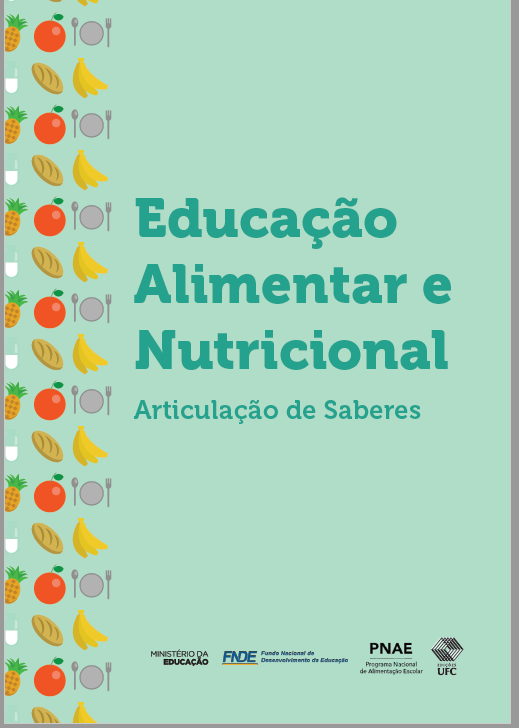 Educação
Alimentar e
Nutricional
Articulação de Saberes
MINISTÉRIO DA
EDUCAÇÃO
FNDE
Fundo Nacional de
Desenvolvimento da Educação
PNAE
Programa Nacional
de Alimentação Escolar
EDIÇÕES
UFC